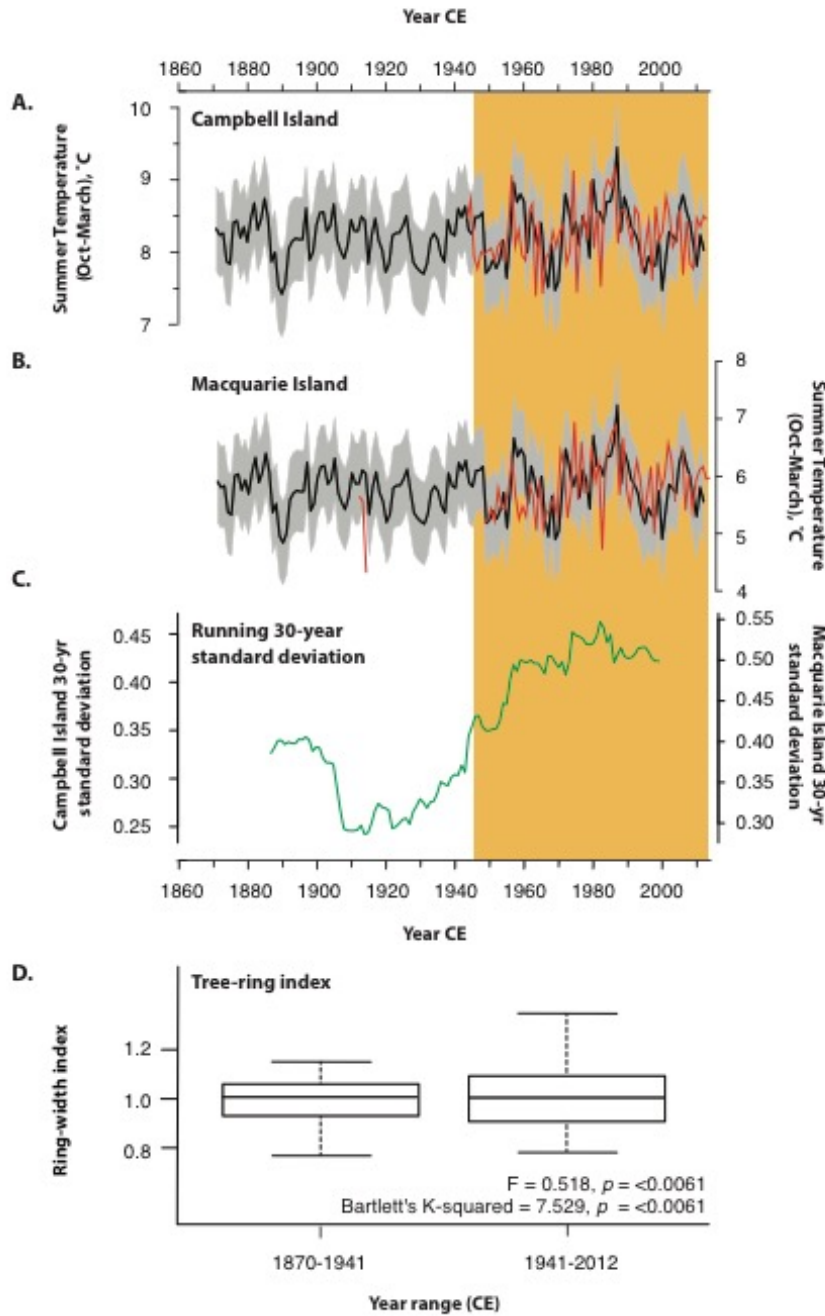 Year CE
1860 1880 1900 1920 1940 1960 1980 2000
A.
Campbell Island
Summer Temperature
(Oct-March), °C
10
9
8
7
B.
Macquarie Island
Summer Temperature
(Oct-March), °C
8
7
6
5
4
C.
Running 30-year
standard deviation
Campbell Island 30-yr
standard deviation
0.45
0.40
0.35
0.30
0.25
Macquarie Island 30-yr
standard deviation
0.55
0.50
0.40
0.30
1860 1880 1900 1920 1940 1960 1980 2000
Year CE
D.
Tree-ring index
Ring-width index
1.2
1.0
0.8
F = 0.518, p = <0.0061
Bartlett's K-squared = 7.529, p = <0.0061
1870-1941 1941-2012
Year range (CE)